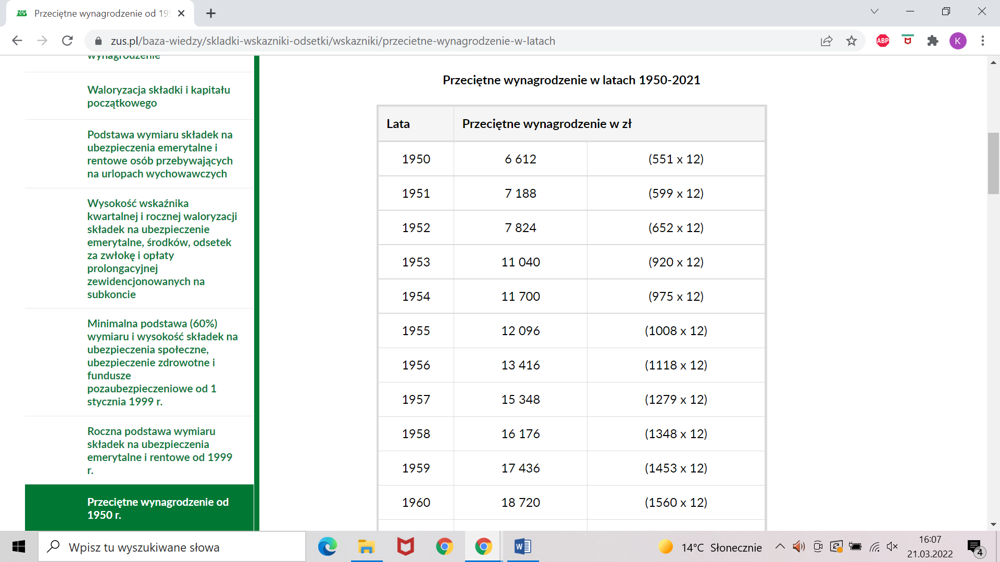 ZUS Przeciętne wynagrodzenie od 195
zus.pl/baza-wiedzy/skladki-wskazniki-odsetki/wskazniki/przecietne-wynagrodzenie-w-latach
ABP
K
wynagrodzenie
Waloryzacja składki i kapitału
początkowego
Podstawa wymiaru składek na
ubezpieczenia emerytalne i
rentowe osób przebywających
na urlopach wychowawczych
Wysokość wskaźnika
kwartalnej i rocznej waloryzacji
składek na ubezpieczenie
emerytalne, środków, odsetek
za zwłokę i opłaty
prolongacyjnej
zewidencjonowanych na
subkoncie
Minimalna podstawa (60%)
wymiaru i wysokość składek na
ubezpieczenia społeczne,
ubezpieczenie zdrowotne i
fundusze
pozaubezpieczeniowe od 1
stycznia 1999 r.
Roczna podstawa wymiaru
składek na ubezpieczenia
emerytalne i rentowe od 1999
r.
Przeciętne wynagrodzenie od
1950 r.
Przeciętne wynagrodzenie w latach 1950-2021
Lata Przeciętne wynagrodzenie w zł
1950 6 612 (551 x 12)
1951 7 188 (599 x 12)
1952 7 824 (652 x 12)
1953 11 040 (920 x 12)
1954 11 700 (975 x 12)
1955 12 096 (1008 x 12)
1956 13 416 (1118 x 12)
1957 15 348 (1279 x 12)
1958 16 176 (1348 x 12)
1959 17 436 (1453 x 12)
1960 18 720 (1560 x 12)
Wpisz tu wyszukiwane słowa
W
14°C Słonecznie
16:07
21.03.2022
4